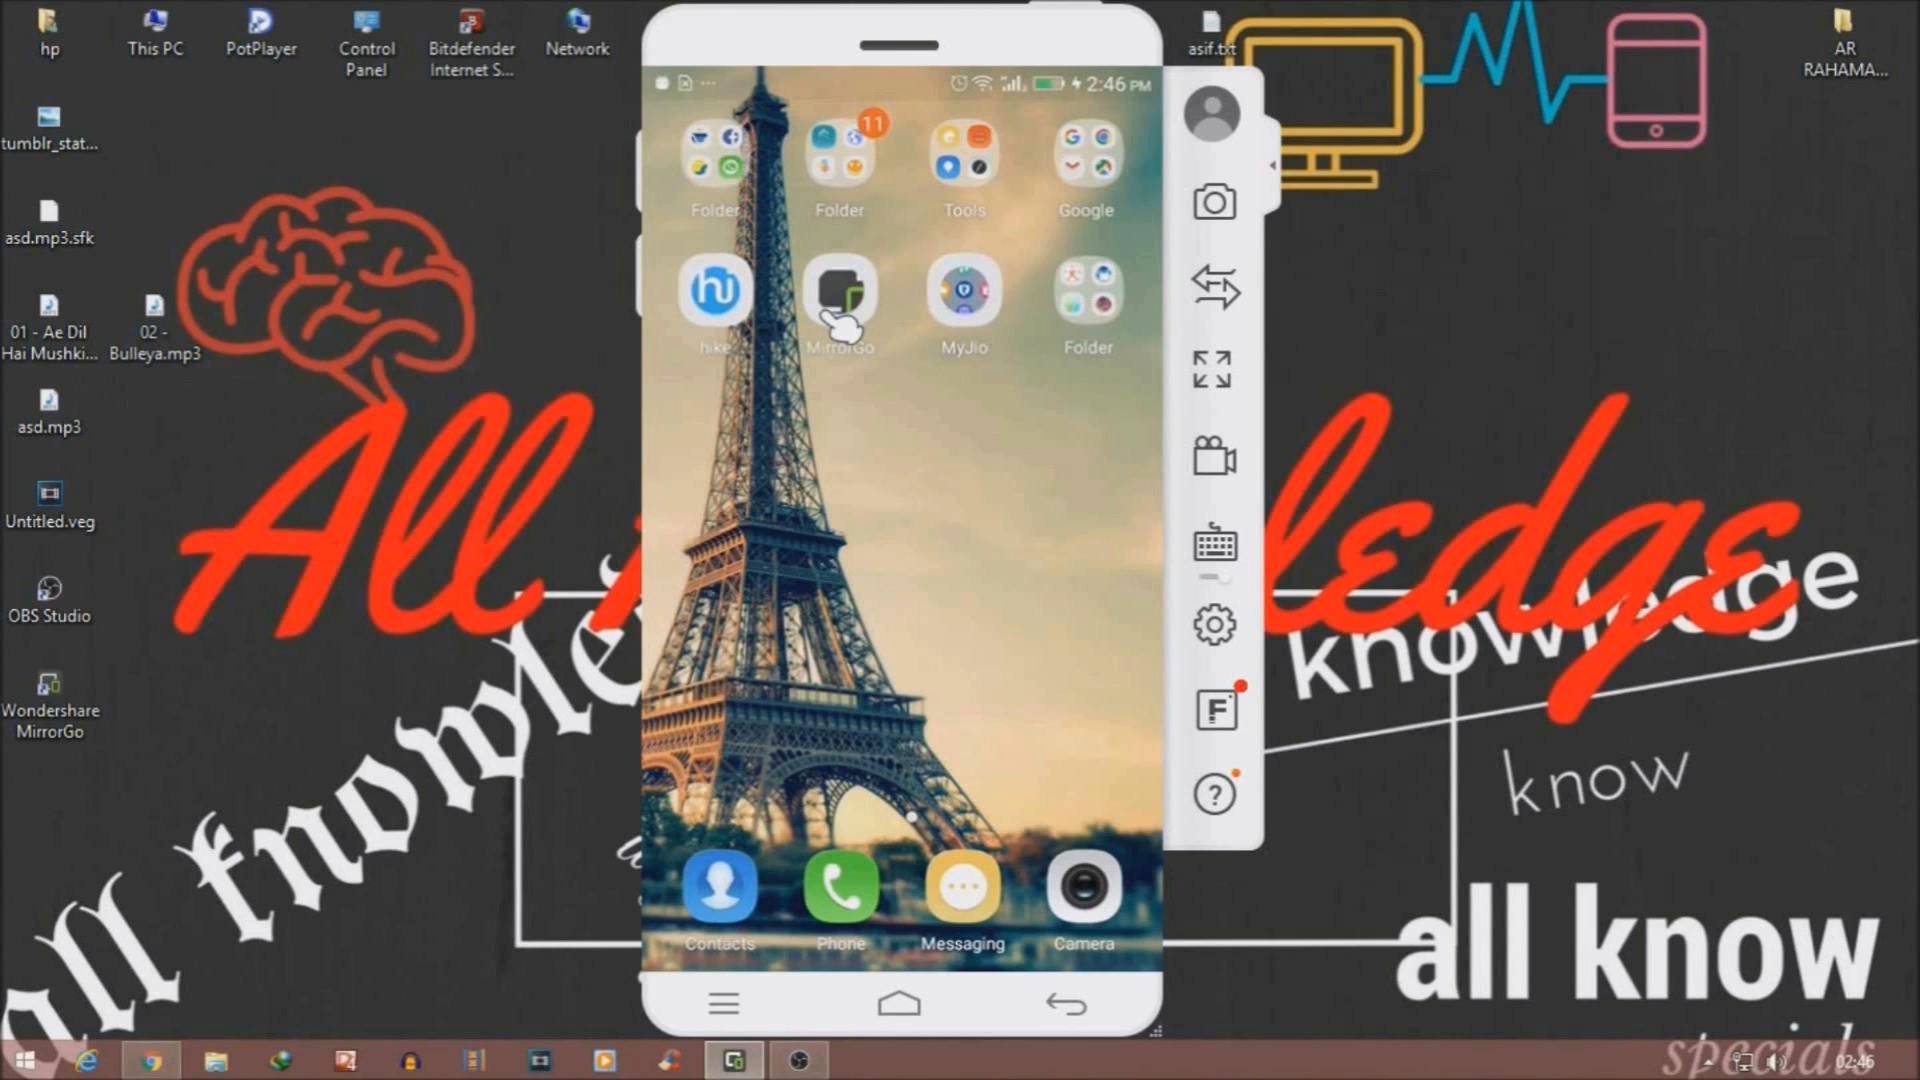 hp
This PC
PotPlayer
Control
Panel
Bitdefender
Internet S...
Network
asif.txt
AR
RAHAMA...
tumblr_stat...
asd.mp3.sfk
01 - Ae Dil
Hai Mushki...
02 -
Bulleya.mp3
asd.mp3
Untitled.veg
OBS Studio
Wondershare
MirrorGo
2:46 PM
11
Folder
Folder
Tools
Google
hike
MirrorGo
MyJio
Folder
Contacts
Phone
Messaging
Camera
All
ledge
all knowle
knowledge
know
all know
specials
02:46